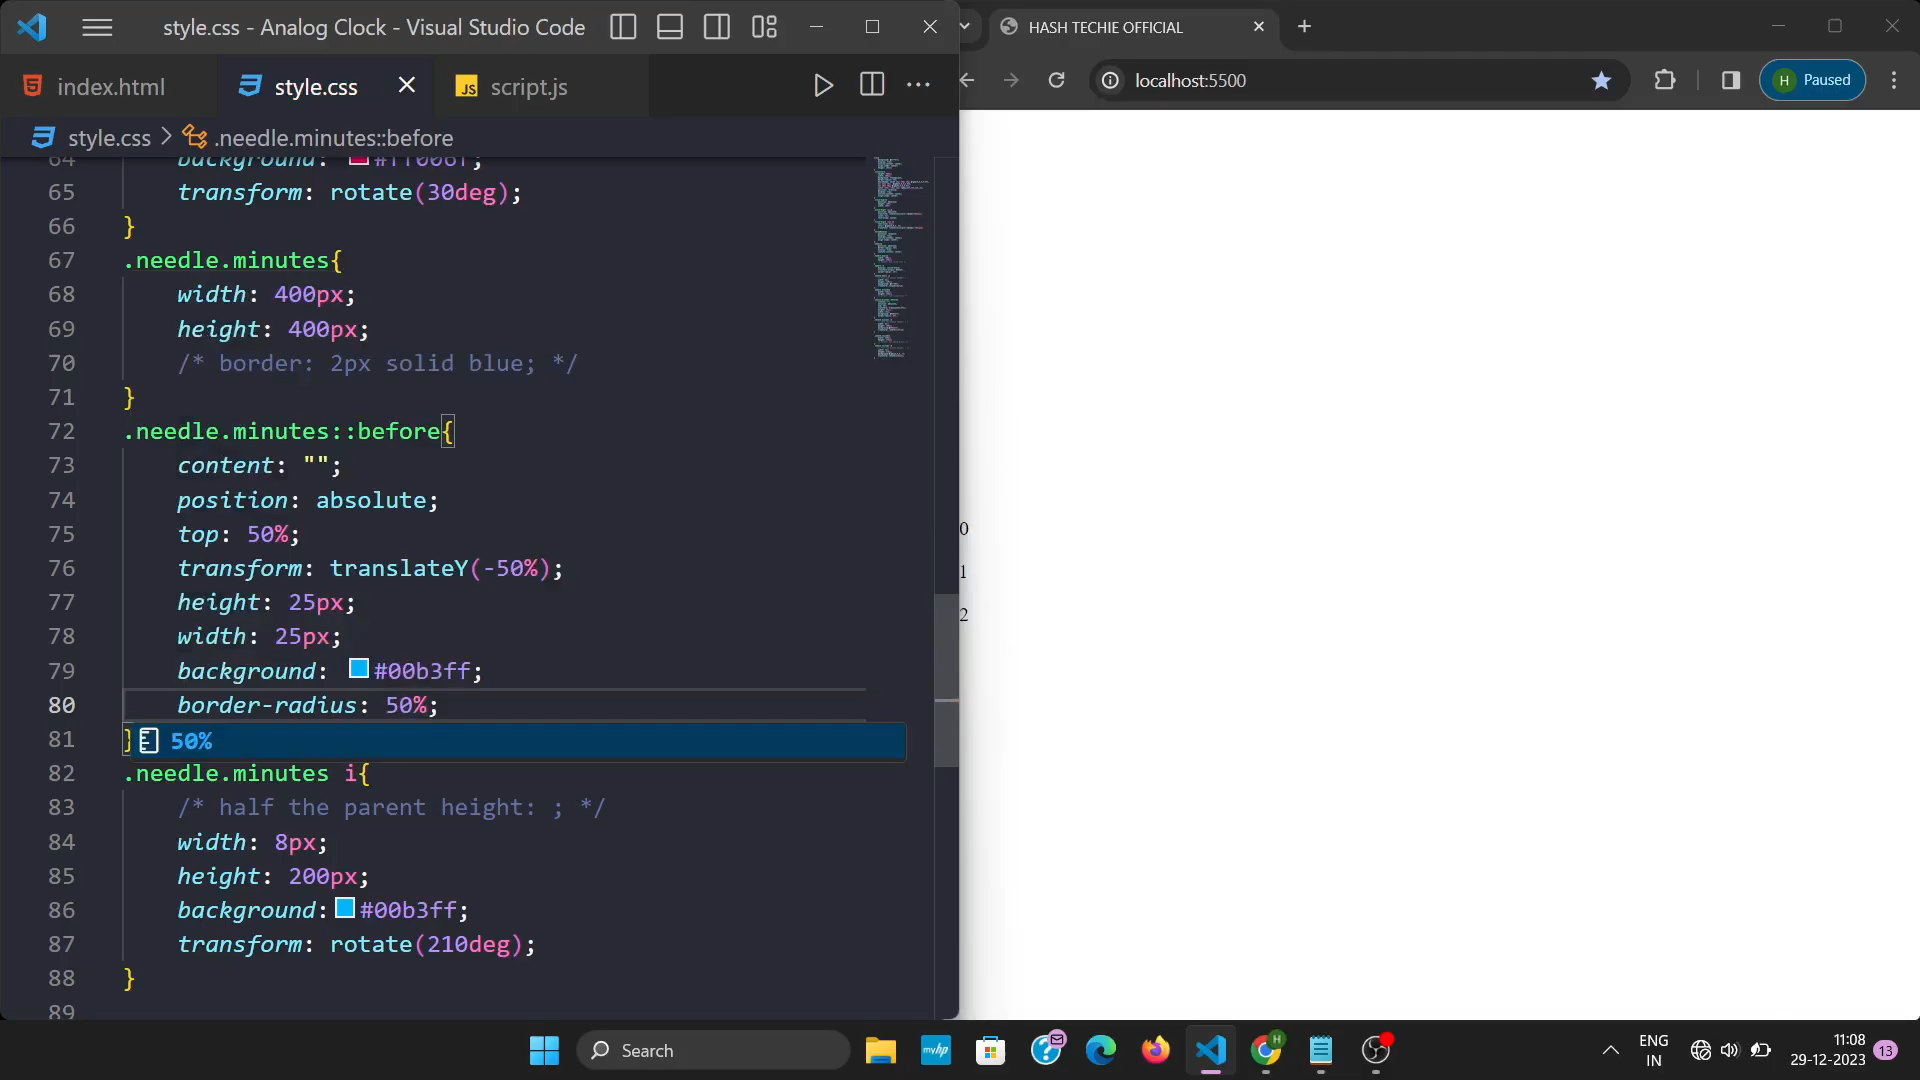 style.css - Analog Clock - Visual Studio Code
HASH TECHIE OFFICIAL
index.html
style.css
JS script.js
localhost:5500
H Paused
style.css > .needle.minutes::before
64 background: #ff006f;
65 transform: rotate(30deg);
66 }
67 .needle.minutes{
68 width: 400px;
69 height: 400px;
70 /* border: 2px solid blue; */
71 }
72 .needle.minutes::before{
73 content: "";
74 position: absolute;
75 top: 50%;
76 transform: translateY(-50%);
77 height: 25px;
78 width: 25px;
79 background: #00b3ff;
80 border-radius: 50%;
81 } 50%
82 .needle.minutes i{
83 /* half the parent height: ; */
84 width: 8px;
85 height: 200px;
86 background: #00b3ff;
87 transform: rotate(210deg);
88 }
89
0
1
2
Search
myhp
H
ENG
IN
11:08
29-12-2023
13